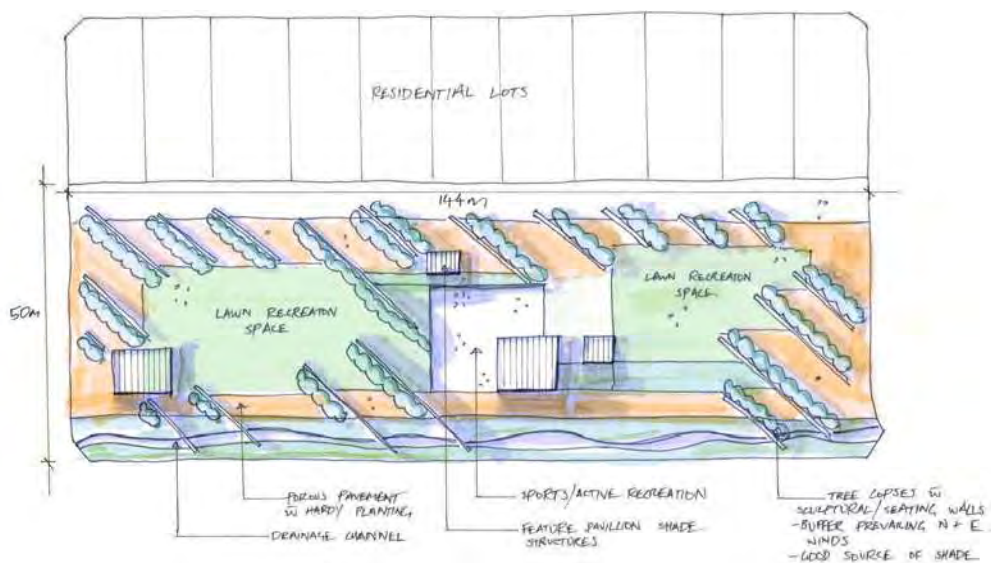 RESIDENTIAL LOTS
144m
50m
LAWN RECREATON
SPACE
LAWN RECREATON
SPACE
POROUS PAVEMENT
W HARDY PLANTING
DRAINAGE CHANNEL
SPORTS/ACTIVE RECREATION
FEATURE PAVILLION SHADE
STRUCTURES
TREE COPSES W
SCULPTURAL/SEATING WALLS
-BUFFER PREVAILING N + E
WINDS
-GOOD SOURCE OF SHADE